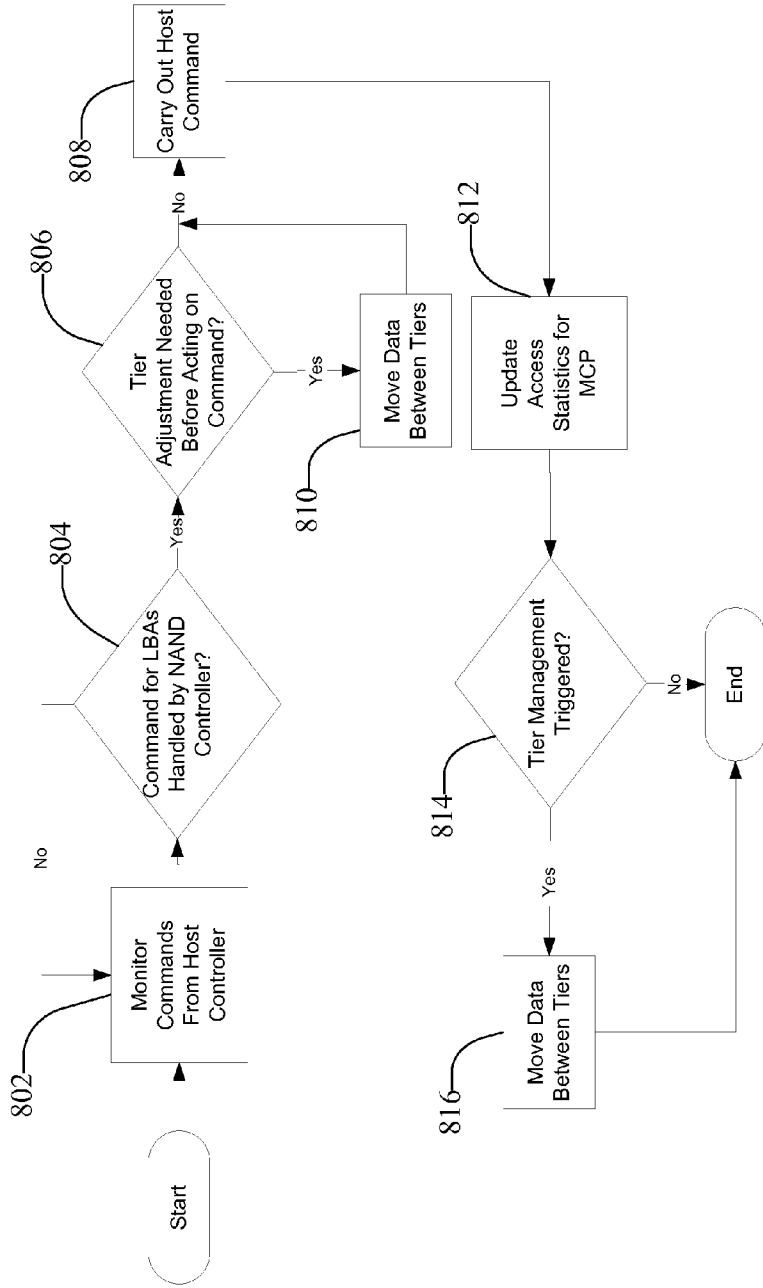 Start
802
Monitor
Commands
From Host
Controller
No
804
Command for LBAs
Handled by NAND
Controller?
Yes
806
Tier
Adjustment Needed
Before Acting on
Command?
No
Yes
808
Carry Out Host
Command
810
Move Data
Between Tiers
812
Update
Access
Statistics for
MCP
814
Tier Management
Triggered?
Yes
No
816
Move Data
Between Tiers
End